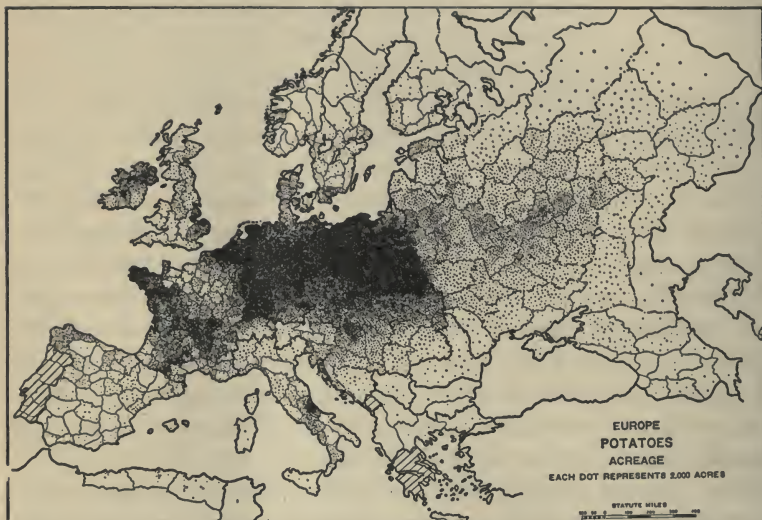 EUROPE
POTATOES
ACREAGE
EACH DOT REPRESENTS 2,000 ACRES
STATUTE MILES